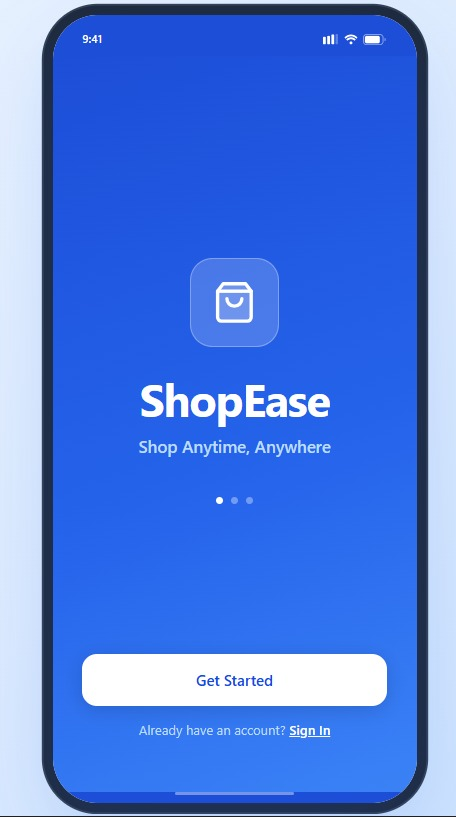 9:41
ShopEase
Shop Anytime, Anywhere
Get Started
Already have an account? Sign In